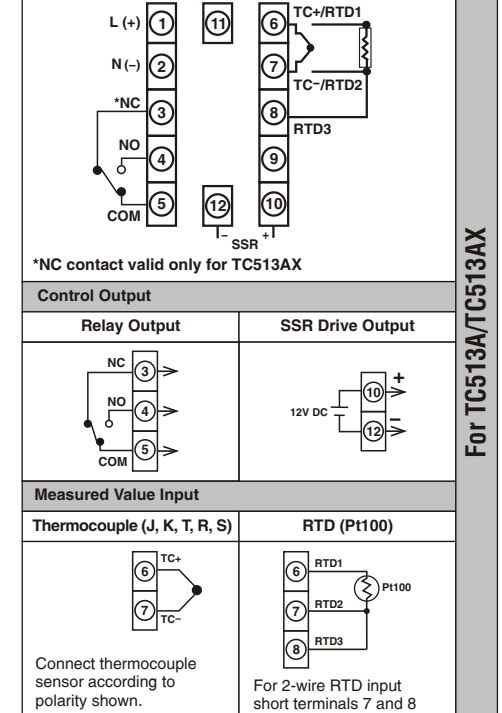 L (+) 1 11 6 TC+/RTD1
N (–) 2 7 TC–/RTD2
*NC 3 8 RTD3
NO 4 9
COM 5 12 10
– SSR +
*NC contact valid only for TC513AX
Control Output
Relay Output
NC 3
NO 4
COM 5
SSR Drive Output
12V DC
10 +
12 –
Measured Value Input
Thermocouple (J, K, T, R, S)
6 TC+
7 TC–
Connect thermocouple
sensor according to
polarity shown.
RTD (Pt100)
6 RTD1
Pt100
7 RTD2
8 RTD3
For 2-wire RTD input
short terminals 7 and 8
For TC513A/TC513AX